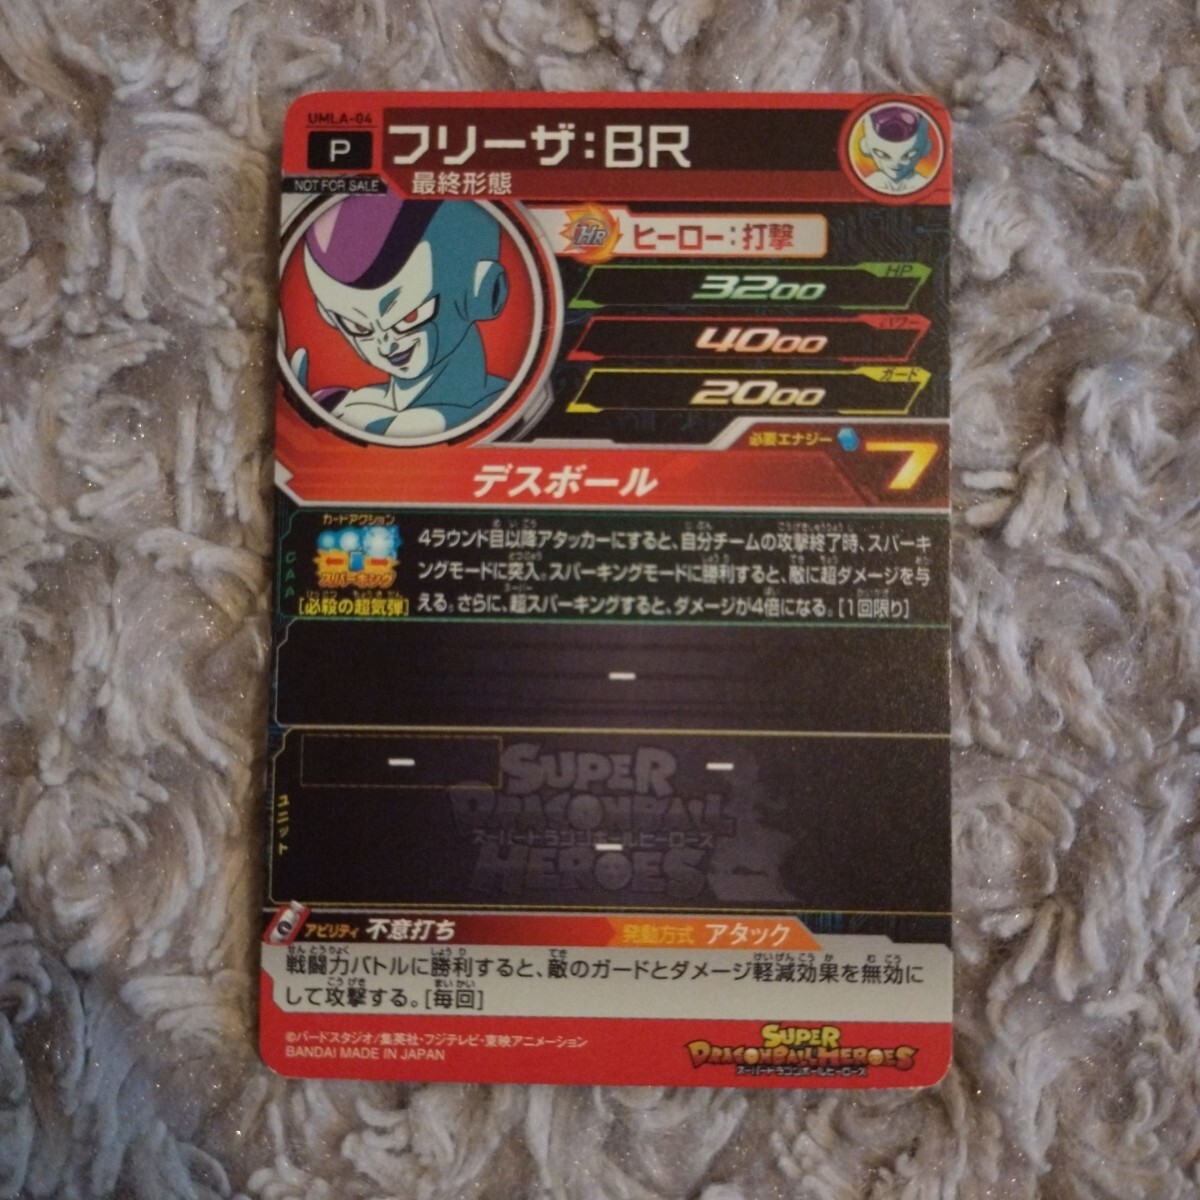 UMLA-04
P
NOT FOR SALE
フリーザ:BR
最終形態
HR ヒーロー:打撃
HP
3200
パワー
4000
ガード
2000
必要エナジー 7
デスボール
CAA
カードアクション
[必殺の超気弾]
4ラウンド目以降アタッカーにすると、自分チームの攻撃終了時、スパーキ
ングモードに突入。スパーキングモードに勝利すると、敵に超ダメージを与
える。さらに、超スパーキングすると、ダメージが4倍になる。[1回限り]
ー
ー
ー
ユニット
ー
SUPER
DRAGONBALL
スーパードラゴンボールヒーローズ
HEROES
アビリティ 不意打ち
発動方式 アタック
戦闘力バトルに勝利すると、敵のガードとダメージ軽減効果を無効に
して攻撃する。[毎回]
©バードスタジオ/集英社・フジテレビ・東映アニメーション
BANDAI MADE IN JAPAN
SUPER
DRAGONBALL HEROES
スーパードラゴンボールヒーローズ